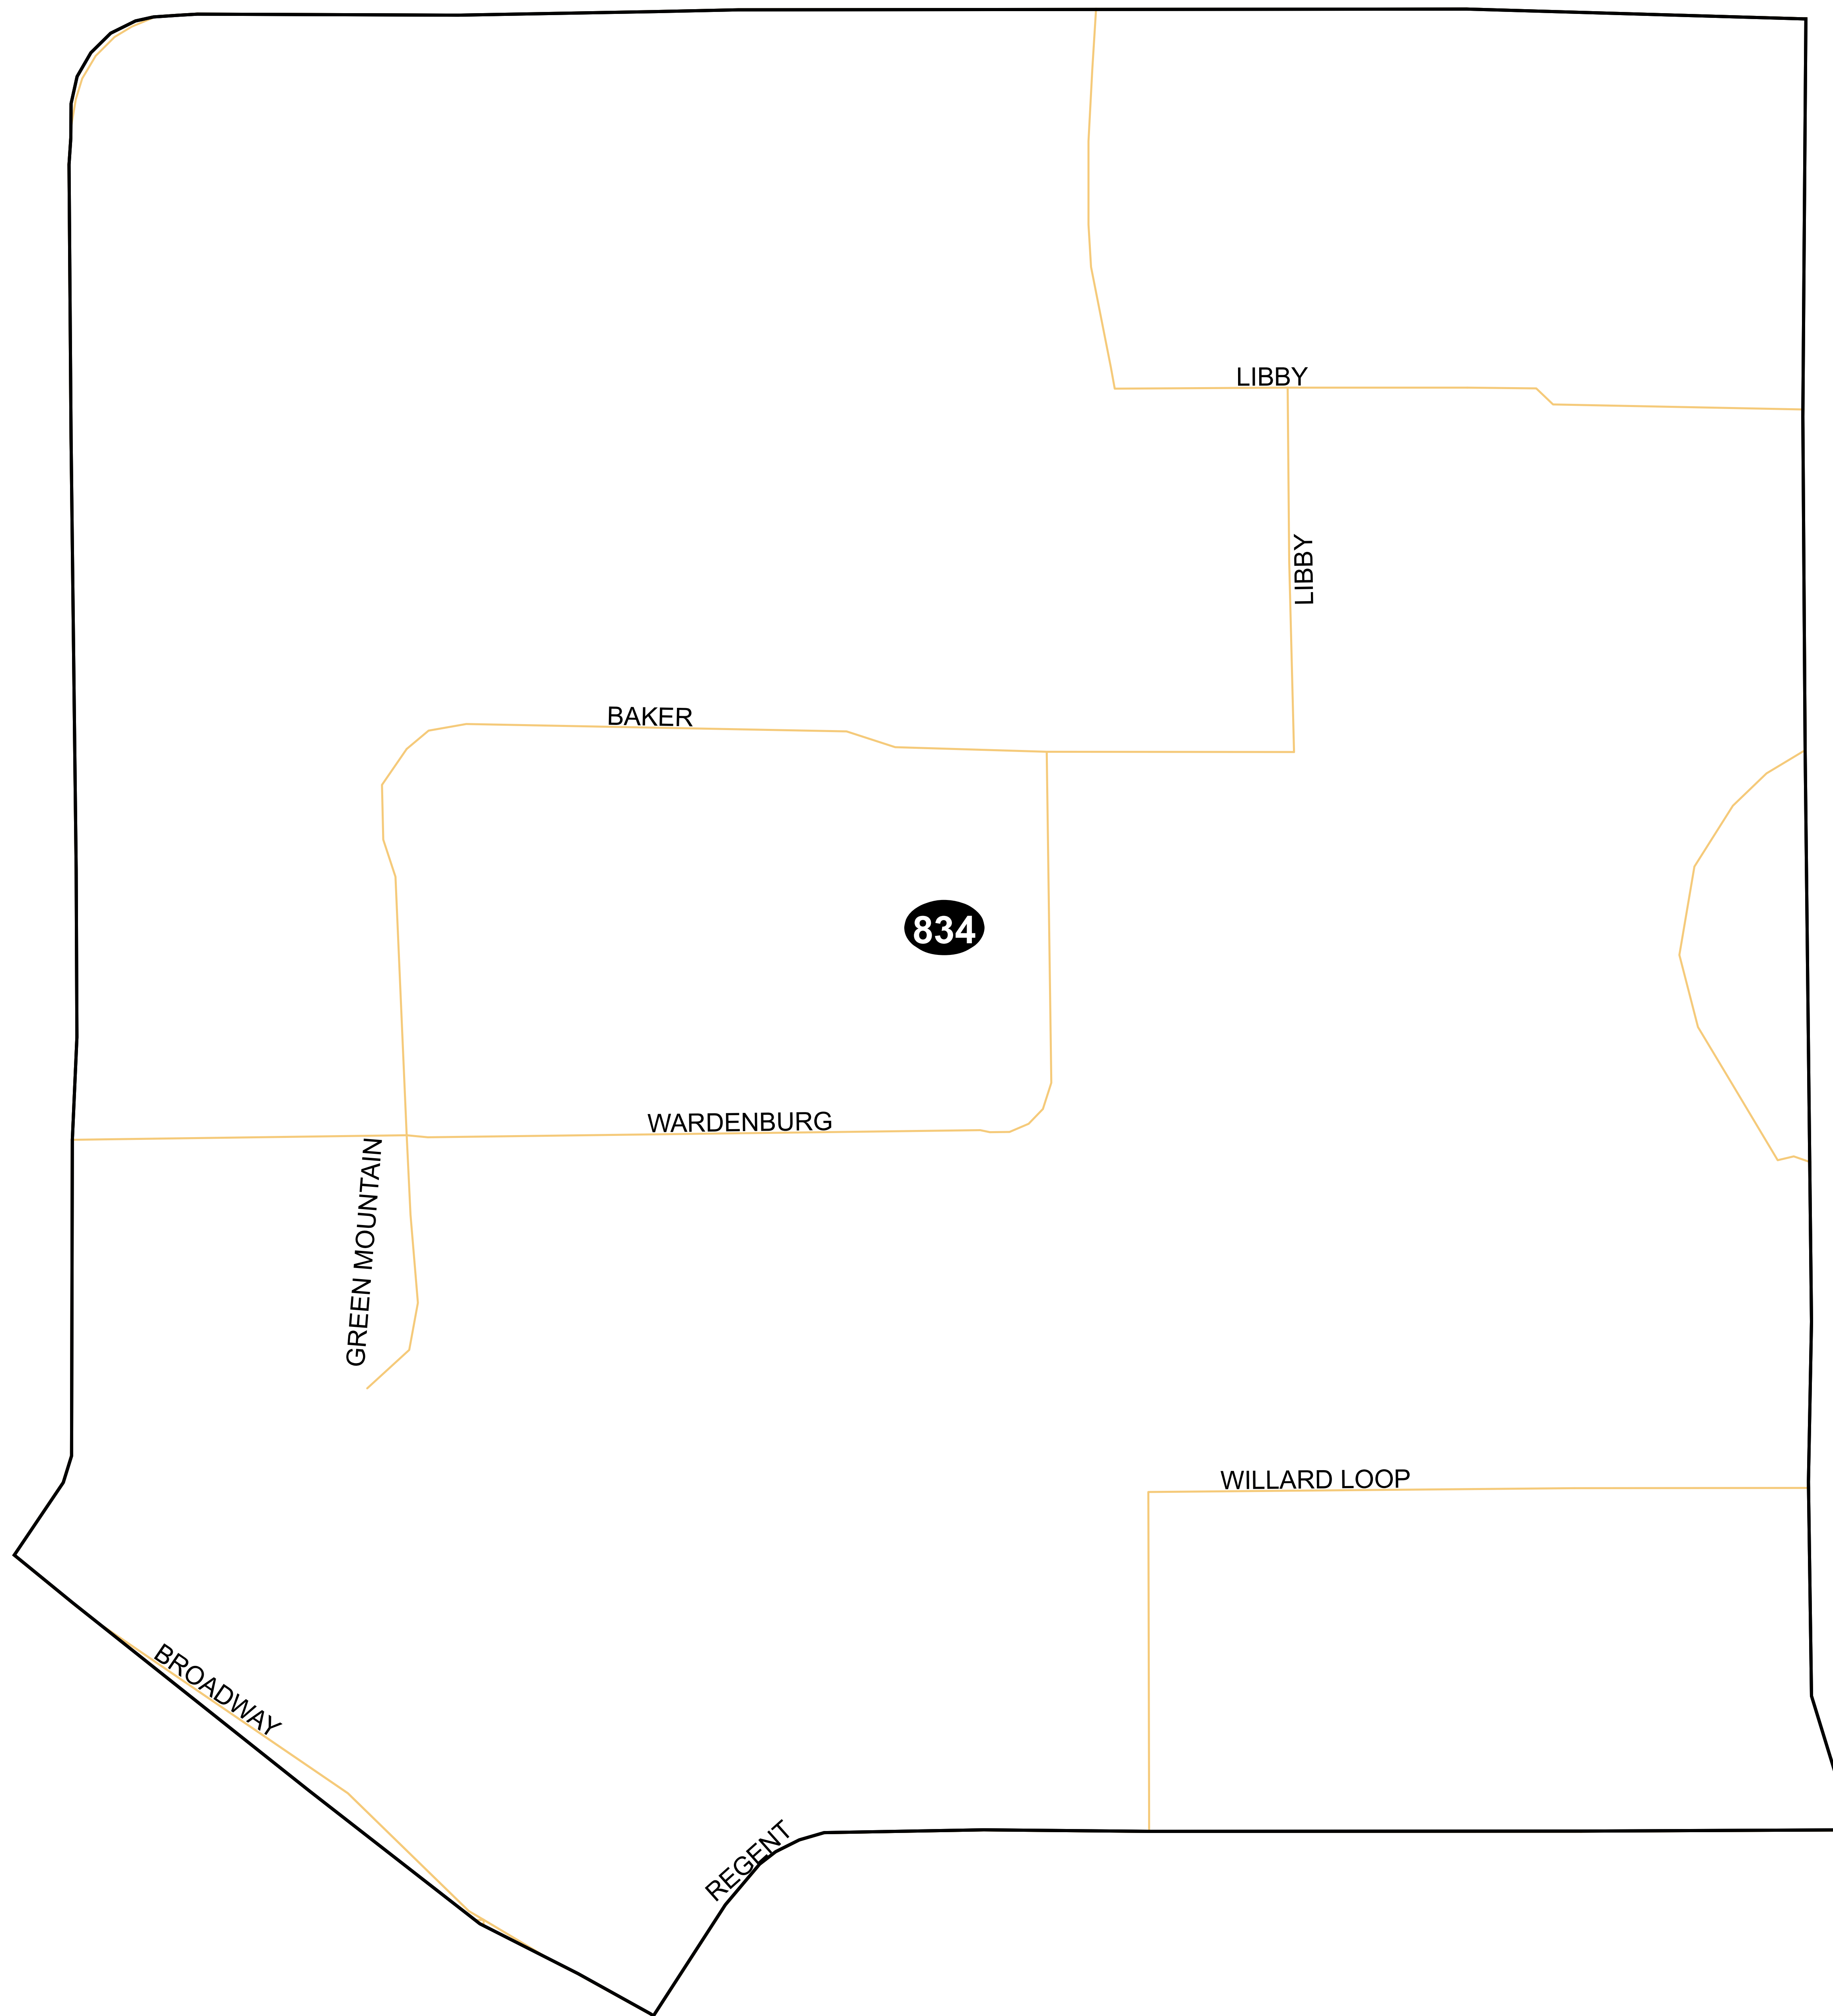 LIBBY
LIBBY
BAKER
834
WARDENBURG
GREEN MOUNTAIN
WILLARD LOOP
BROADWAY
REGENT